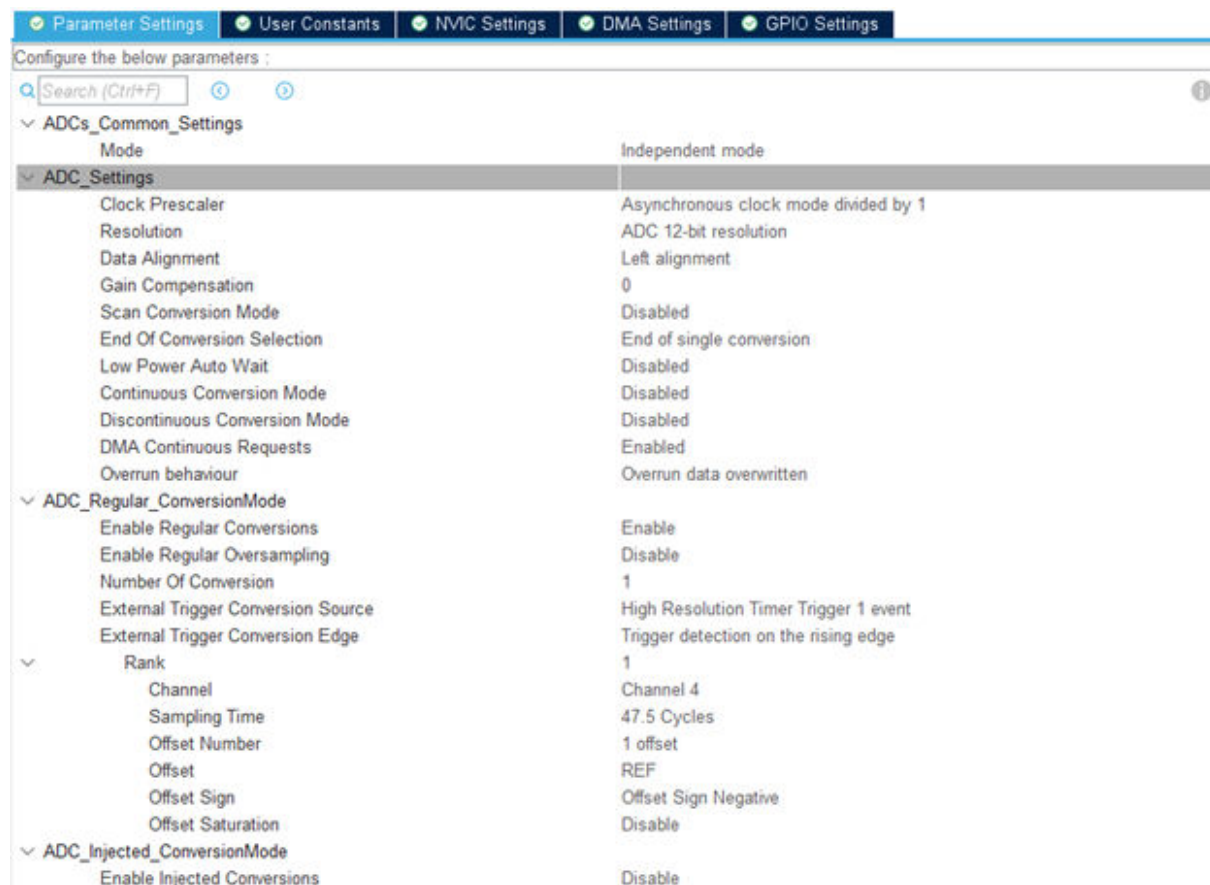 Parameter Settings User Constants NVIC Settings DMA Settings GPIO Settings
Configure the below parameters :
Search (Ctrl+F)
ADCs_Common_Settings
Mode Independent mode
ADC_Settings
Clock Prescaler Asynchronous clock mode divided by 1
Resolution ADC 12-bit resolution
Data Alignment Left alignment
Gain Compensation 0
Scan Conversion Mode Disabled
End Of Conversion Selection End of single conversion
Low Power Auto Wait Disabled
Continuous Conversion Mode Disabled
Discontinuous Conversion Mode Disabled
DMA Continuous Requests Enabled
Overrun behaviour Overrun data overwritten
ADC_Regular_ConversionMode
Enable Regular Conversions Enable
Enable Regular Oversampling Disable
Number Of Conversion 1
External Trigger Conversion Source High Resolution Timer Trigger 1 event
External Trigger Conversion Edge Trigger detection on the rising edge
Rank 1
Channel Channel 4
Sampling Time 47.5 Cycles
Offset Number 1 offset
Offset REF
Offset Sign Offset Sign Negative
Offset Saturation Disable
ADC_Injected_ConversionMode
Enable Injected Conversions Disable